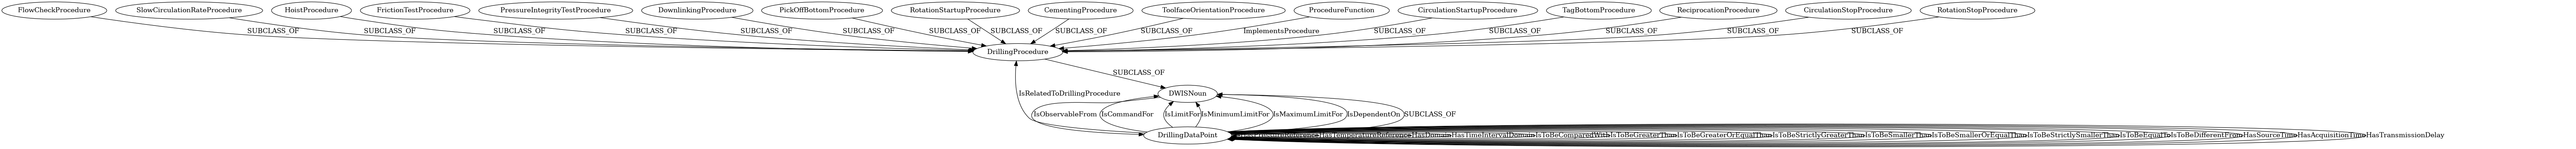 FlowCheckProcedure
SlowCirculationRateProcedure
HoistProcedure
FrictionTestProcedure
PressureIntegrityTestProcedure
DownlinkingProcedure
PickOffBottomProcedure
RotationStartupProcedure
CementingProcedure
ToolfaceOrientationProcedure
ProcedureFunction
CirculationStartupProcedure
TagBottomProcedure
ReciprocationProcedure
CirculationStopProcedure
RotationStopProcedure
SUBCLASS_OF
SUBCLASS_OF
SUBCLASS_OF
SUBCLASS_OF
SUBCLASS_OF
SUBCLASS_OF
SUBCLASS_OF
SUBCLASS_OF
SUBCLASS_OF
SUBCLASS_OF
ImplementsProcedure
SUBCLASS_OF
SUBCLASS_OF
SUBCLASS_OF
SUBCLASS_OF
SUBCLASS_OF
DrillingProcedure
SUBCLASS_OF
IsRelatedToDrillingProcedure
DWISNoun
IsObservableFrom
IsCommandFor
IsLimitFor
IsMinimumLimitFor
IsMaximumLimitFor
IsDependentOn
SUBCLASS_OF
DrillingDataPoint
HasTemperatureReference
HasDomain
HasTimeIntervalDomain
IsToBeComparedWith
IsToBeGreaterThan
IsToBeGreaterOrEqualThan
IsToBeStrictlyGreaterThan
IsToBeSmallerThan
IsToBeSmallerOrEqualThan
IsToBeStrictlySmallerThan
IsToBeEqualTo
IsToBeDifferentFrom
HasSourceTime
HasAcquisitionTime
HasTransmissionDelay